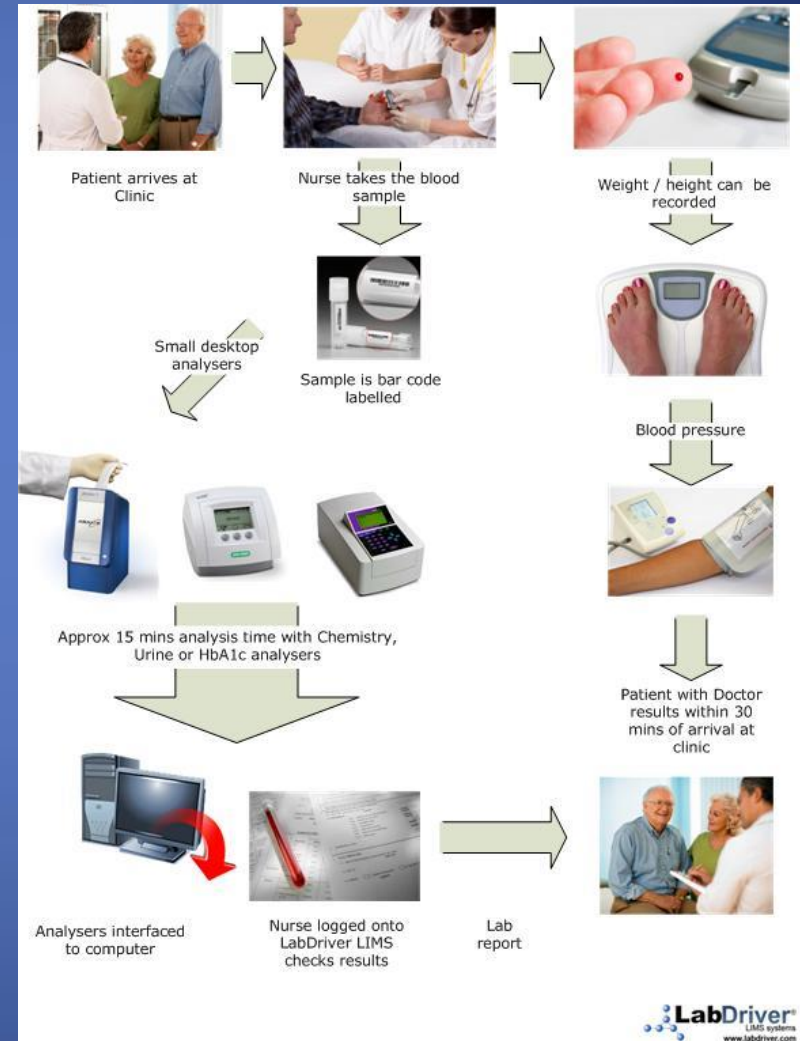 Patient arrives at
Clinic
Nurse takes the blood
sample
Weight / height can be
recorded
Small desktop
analysers
Sample is bar code
labelled
Blood pressure
Approx 15 mins analysis time with Chemistry,
Urine or HbA1c analysers
Patient with Doctor
results within 30
mins of arrival at
clinic
Analysers interfaced
to computer
Nurse logged onto
LabDriver LIMS
checks results
Lab
report
LabDriver®
LIMS systems
www.labdriver.com